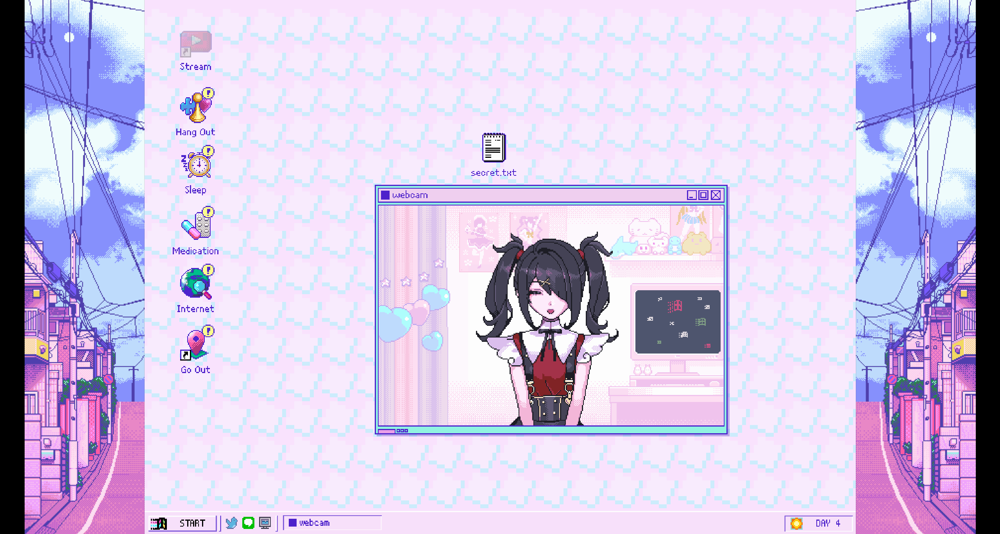 Stream
Hang Out
Sleep
Medication
Internet
Go Out
secret.txt
webcam
START
webcam
DAY 4